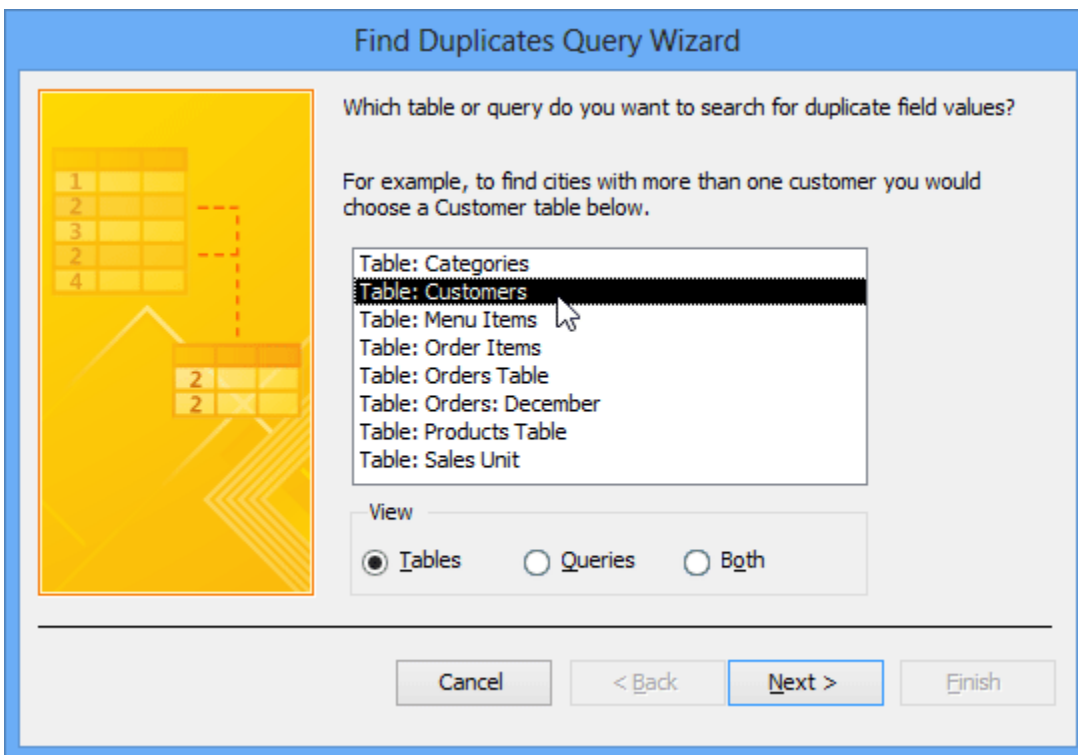 Find Duplicates Query Wizard
Which table or query do you want to search for duplicate field values?
For example, to find cities with more than one customer you would
choose a Customer table below.
1
2
3
2
4
2
2
Table: Categories
Table: Customers
Table: Menu Items
Table: Order Items
Table: Orders Table
Table: Orders: December
Table: Products Table
Table: Sales Unit
View
Tables Queries Both
Cancel < Back Next > Finish